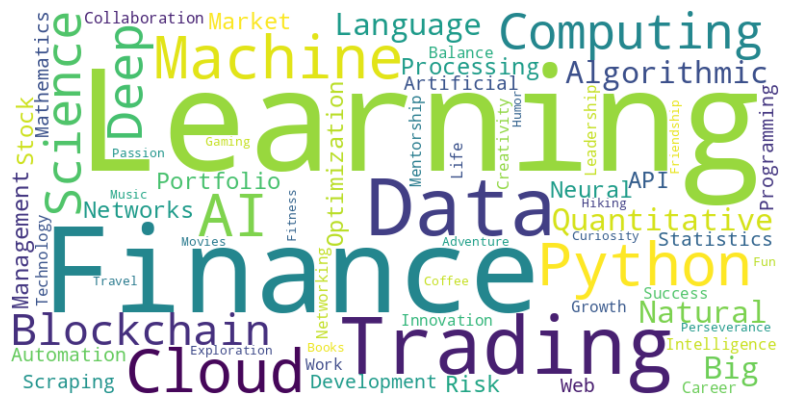 Collaboration
Market
Language
Computing
Mathematics
Science
Deep
Machine
Balance
Processing
Artificial
Algorithmic
Humor
Learning
Stock
Gaming
Passion
Optimization
Mentorship
Life
Creativity
Leadership
Friendship
Programming
Portfolio
Music
Networks
AI
Fitness
Data
Neural
API
Hiking
Quantitative
Management
Technology
Movies
Adventure
Curiosity
Statistics
Finance
Travel
Coffee
Python
Fun
Networking
Success
Growth
Natural
Blockchain
Innovation
Perseverance
Trading
Automation
Exploration
Books
Intelligence
Scraping
Cloud
Work
Development
Risk
Web
Big
Career